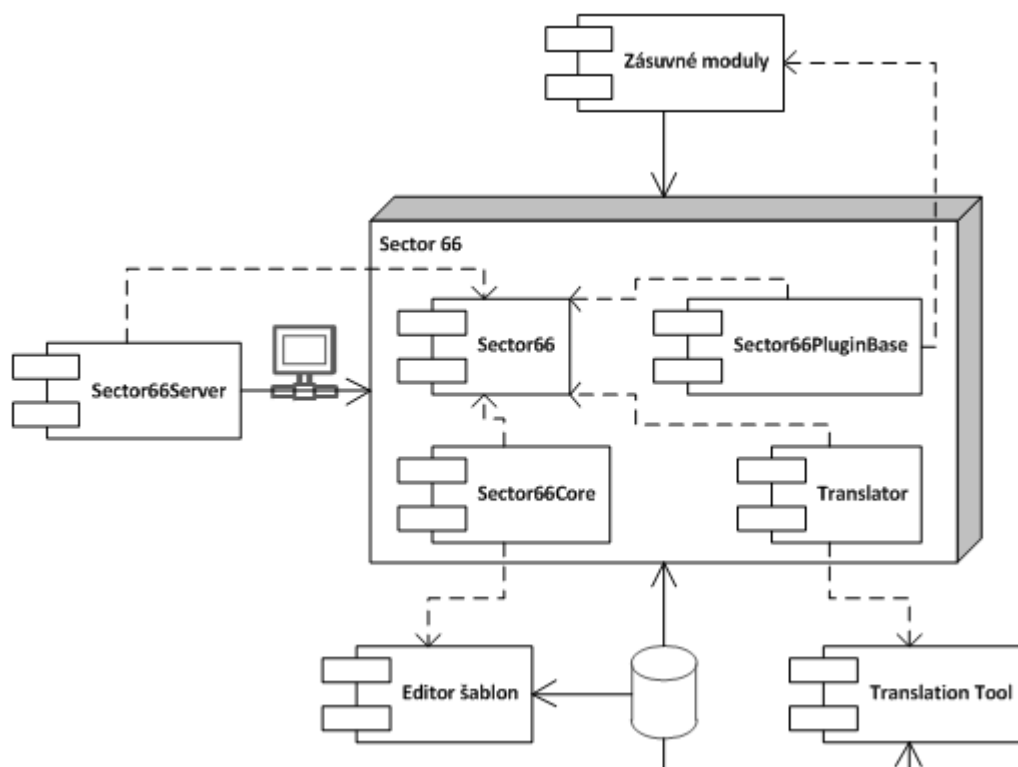 Zásuvné moduly
Sector 66
Sector66
Sector66PluginBase
Sector66Server
Sector66Core
Translator
Editor šablon
Translation Tool